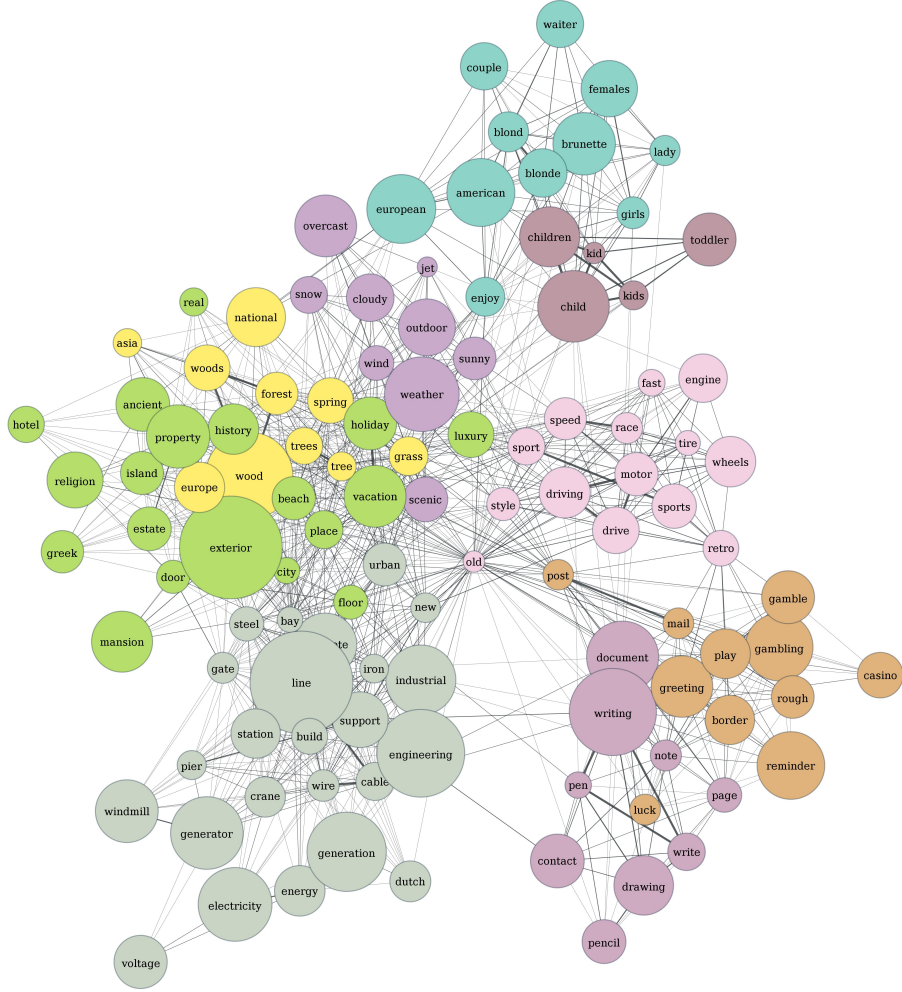 waiter
couple
females
blond
brunette
lady
blonde
american
european
girls
overcast
children
toddler
kid
jet
snow
cloudy
enjoy
kids
child
real
national
outdoor
asia
wind
sunny
woods
fast
engine
forest
spring
weather
ancient
hotel
property
history
holiday
luxury
speed
race
trees
sport
tire
tree
grass
wheels
religion
island
wood
motor
europe
beach
vacation
scenic
driving
style
sports
estate
place
drive
greek
exterior
retro
door
city
urban
old
post
floor
new
gamble
steel
bay
mail
mansion
gate
iron
document
play
gambling
line
industrial
greeting
casino
rough
support
writing
border
station
build
engineering
note
reminder
pier
wire
cable
pen
page
crane
luck
windmill
generator
generation
contact
write
dutch
energy
drawing
electricity
pencil
voltage